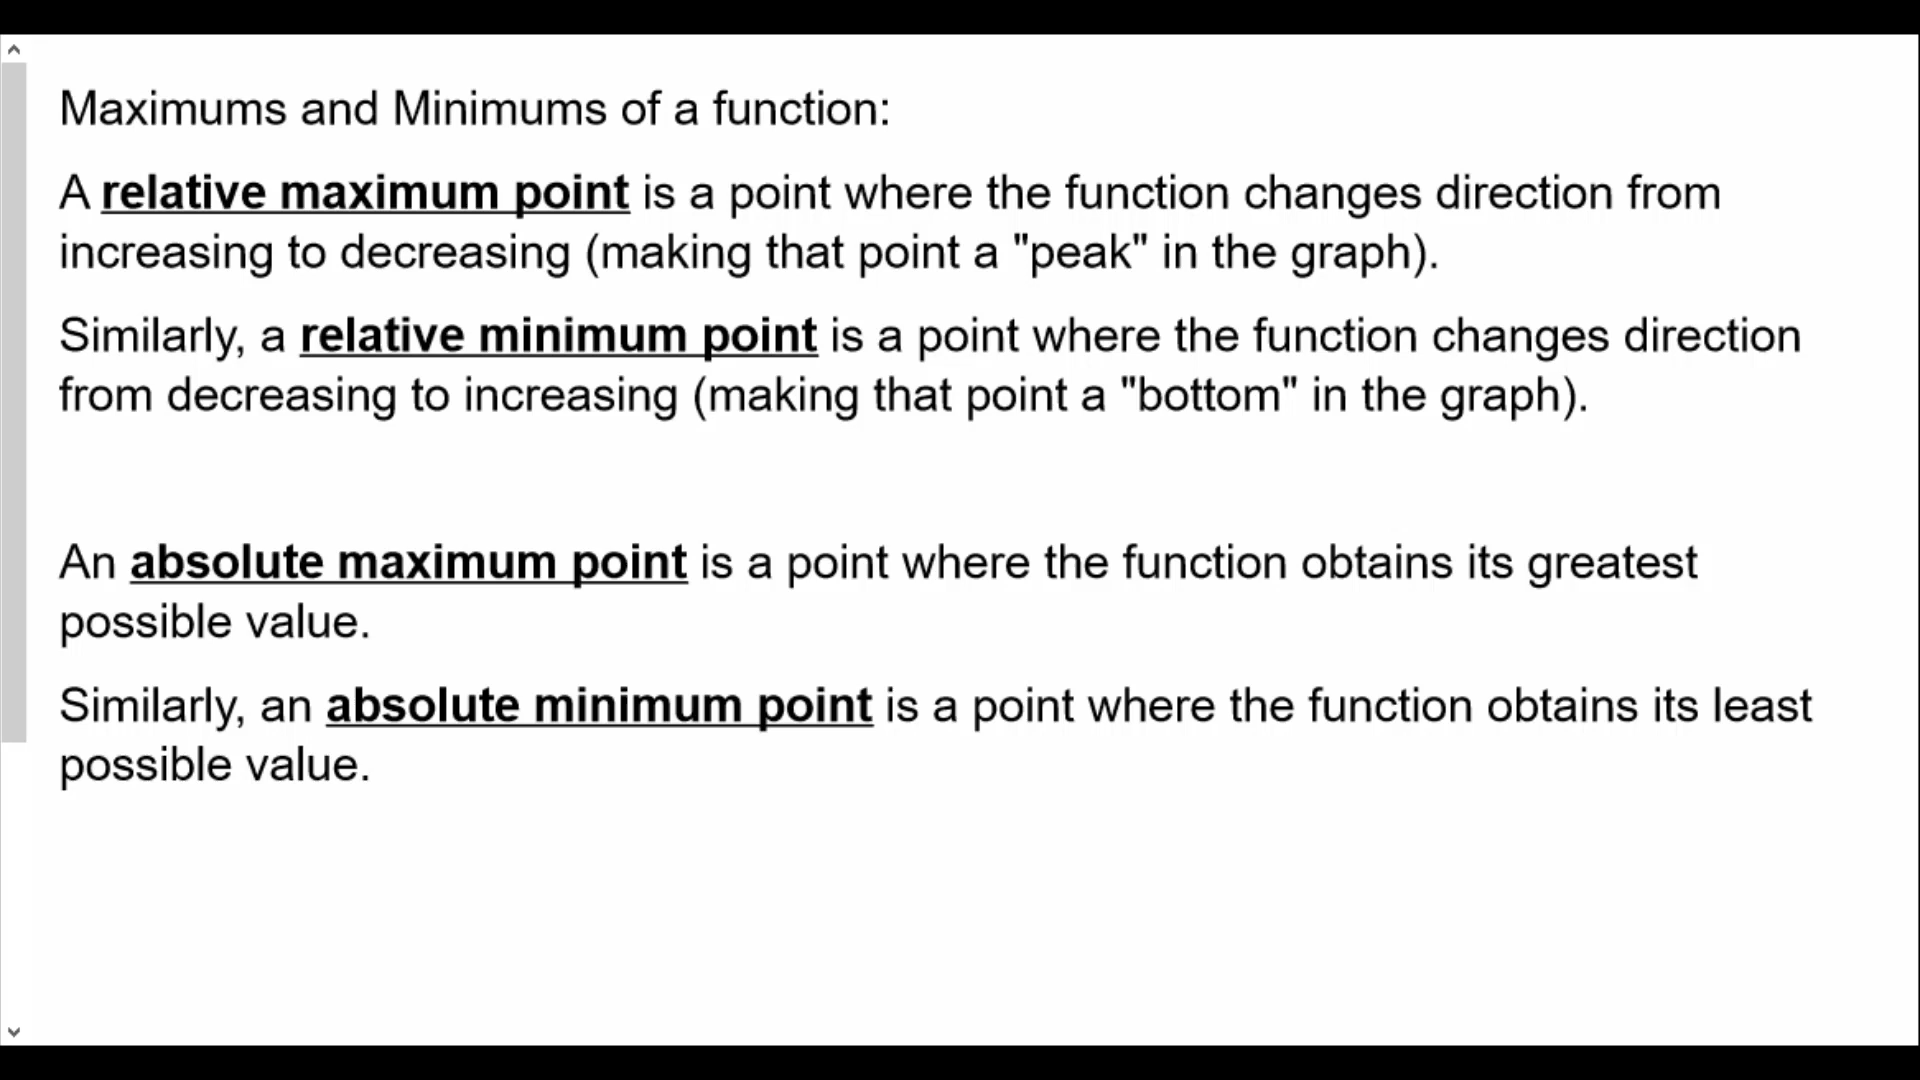 Maximums and Minimums of a function:
A relative maximum point is a point where the function changes direction from
increasing to decreasing (making that point a "peak" in the graph).
Similarly, a relative minimum point is a point where the function changes direction
from decreasing to increasing (making that point a "bottom" in the graph).
An absolute maximum point is a point where the function obtains its greatest
possible value.
Similarly, an absolute minimum point is a point where the function obtains its least
possible value.